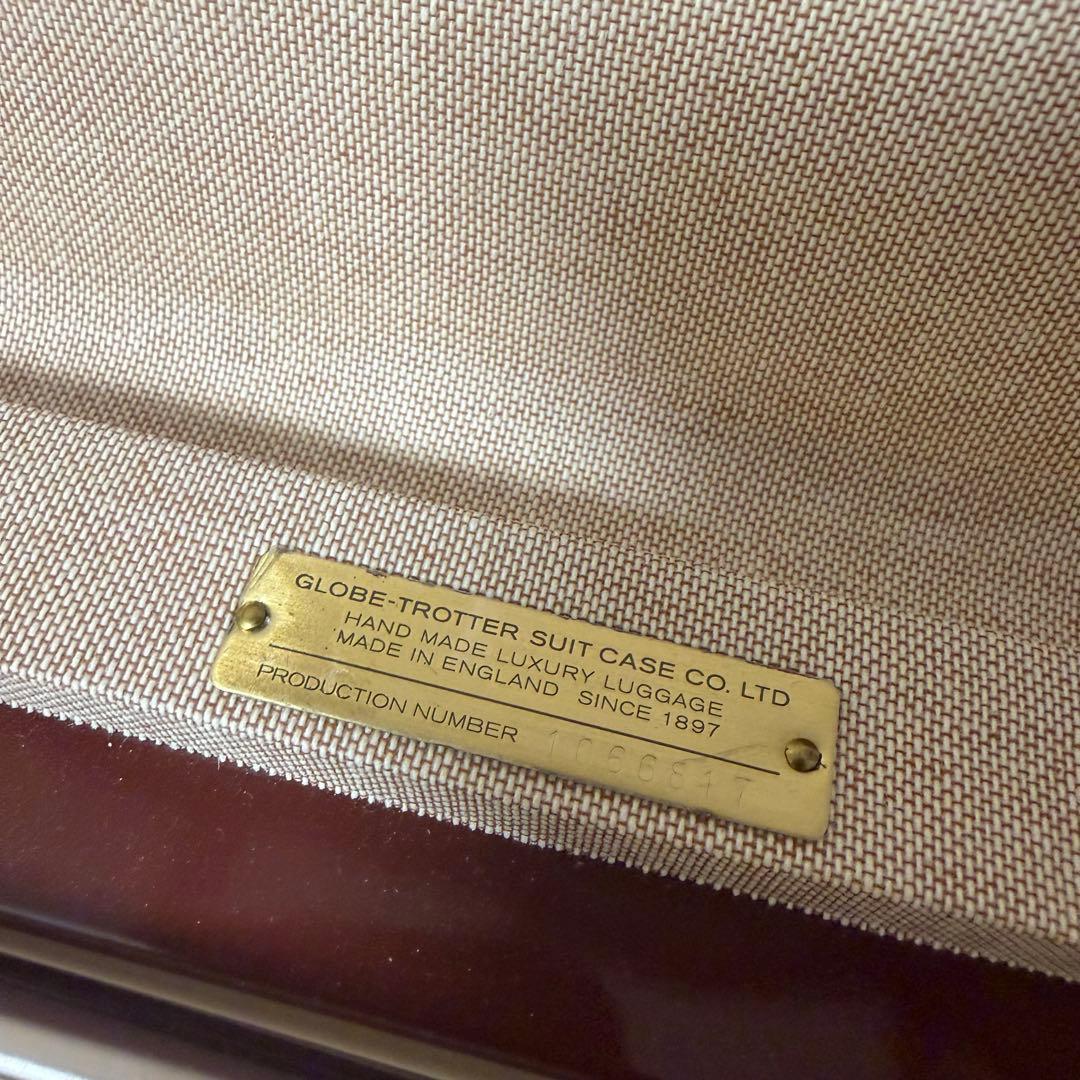 GLOBE-TROTTER SUIT CASE CO. LTD
HAND MADE LUXURY LUGGAGE
MADE IN ENGLAND SINCE 1897
PRODUCTION NUMBER